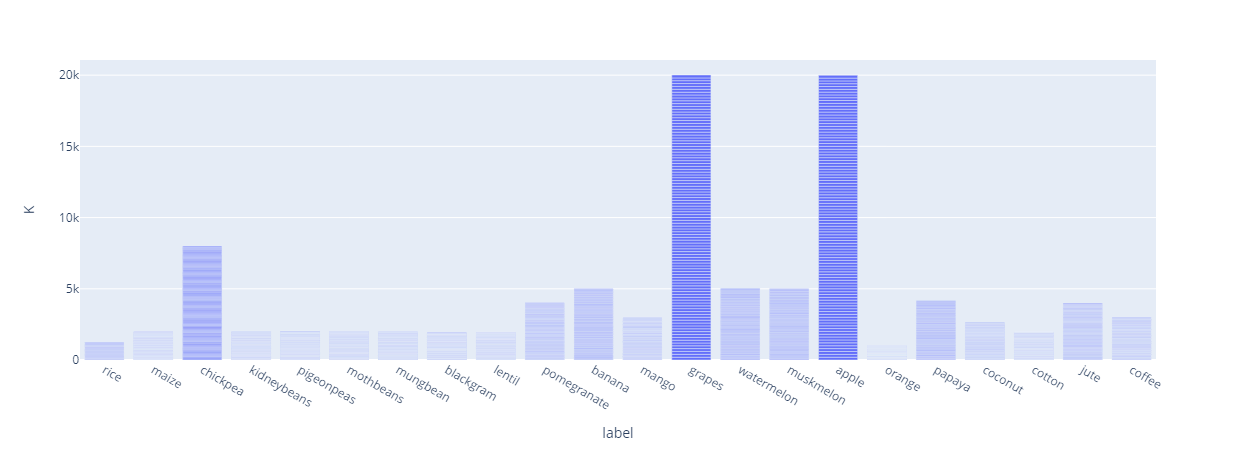 20k
15k
10k
5k
0
K
rice
maize
chickpea
kidneybeans
pigeonpeas
mothbeans
mungbean
blackgram
lentil
pomegranate
banana
mango
grapes
watermelon
muskmelon
apple
orange
papaya
coconut
cotton
jute
coffee
label